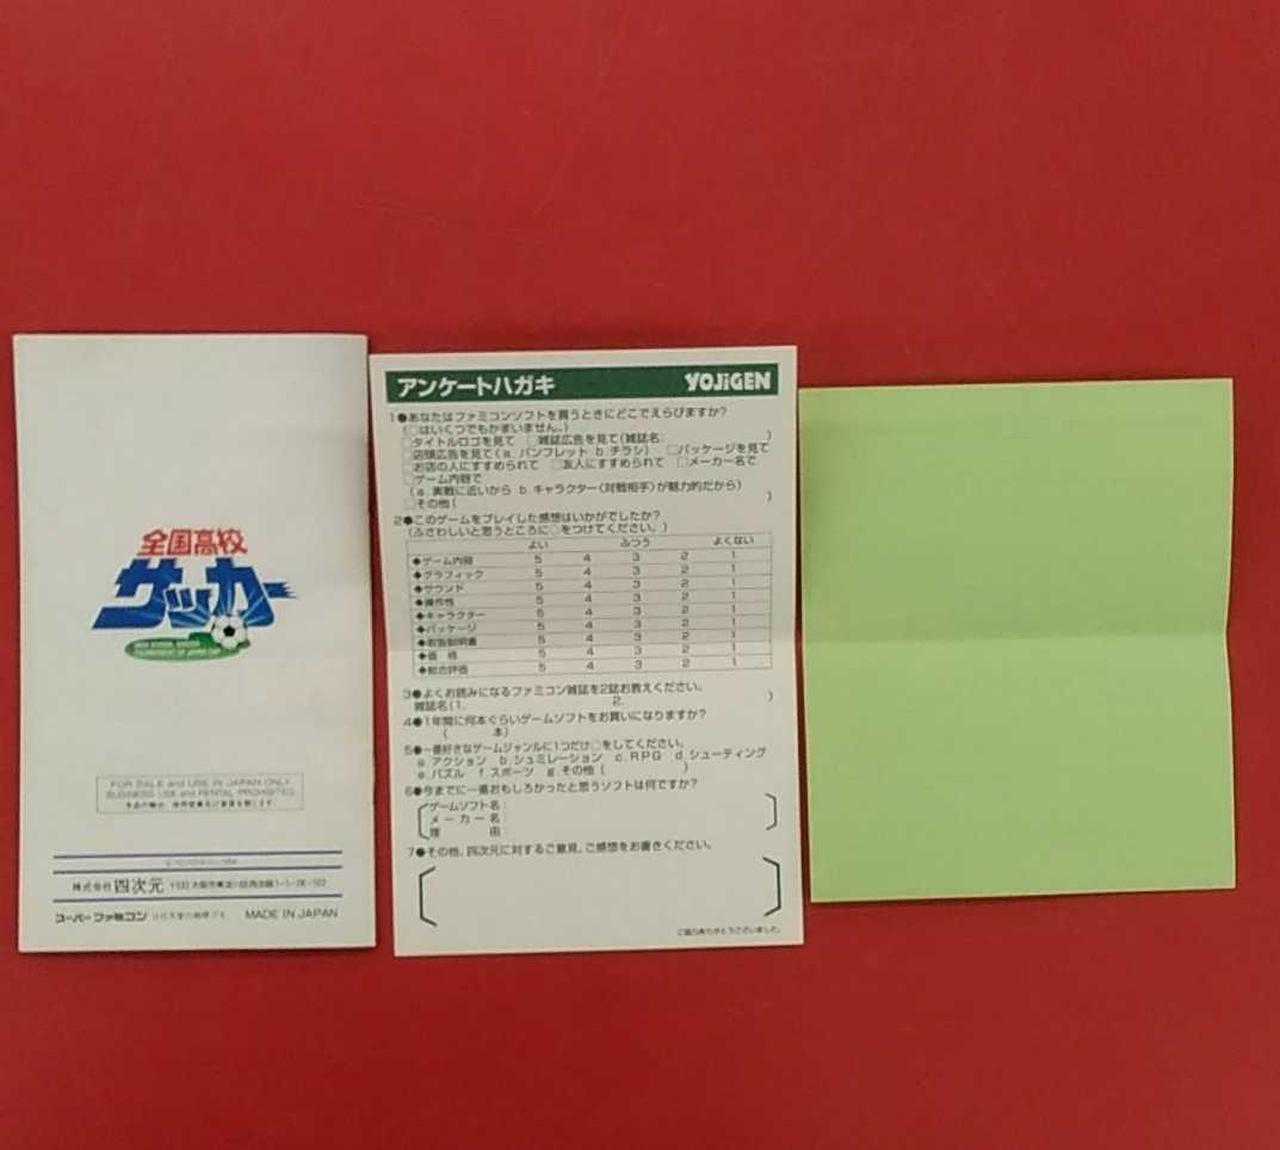 全国高校
サッカー
FOR SALE and USE IN JAPAN ONLY
BUSINESS USE and RENTAL PROHIBITED
株式会社 四次元
スーパーファミコン MADE IN JAPAN
アンケートハガキ YOJIGEN
1●あなたはファミコンソフトを買うときにどこでえらびますか?
(□はいくつでもかまいません。)
□タイトルロゴを見て □雑誌広告を見て(雑誌名: )
□店頭広告を見て(a.パンフレット b.チラシ) □パッケージを見て
□お店の人にすすめられて □友人にすすめられて □メーカー名で
□ゲーム内容で
(a.実戦に近いから b.キャラクター(対戦相手)が魅力的だから)
□その他( )
2●このゲームをプレイした感想はいかがでしたか?
(ふさわしいと思うところに○をつけてください。)
よい ふつう よくない
◆ゲーム内容 5 4 3 2 1
◆グラフィック 5 4 3 2 1
◆サウンド 5 4 3 2 1
◆操作性 5 4 3 2 1
◆キャラクター 5 4 3 2 1
◆パッケージ 5 4 3 2 1
◆取扱説明書 5 4 3 2 1
◆価 格 5 4 3 2 1
◆総合評価 5 4 3 2 1
3●よくお読みになるファミコン雑誌を2誌お教えください。
雑誌名(1. 2. )
4●1年間に何本ぐらいゲームソフトをお買いになりますか?
( 本)
5●一番好きなゲームジャンルに1つだけ○をしてください。
a.アクション b.シュミレーション c.RPG d.シューティング
e.パズル f.スポーツ g.その他( )
6●今までに一番おもしろかったと思うソフトは何ですか?
ゲームソフト名:
メーカー名:
理 由:
7●その他、四次元に対するご意見、ご感想をお書きください。
ご協力ありがとうございました。